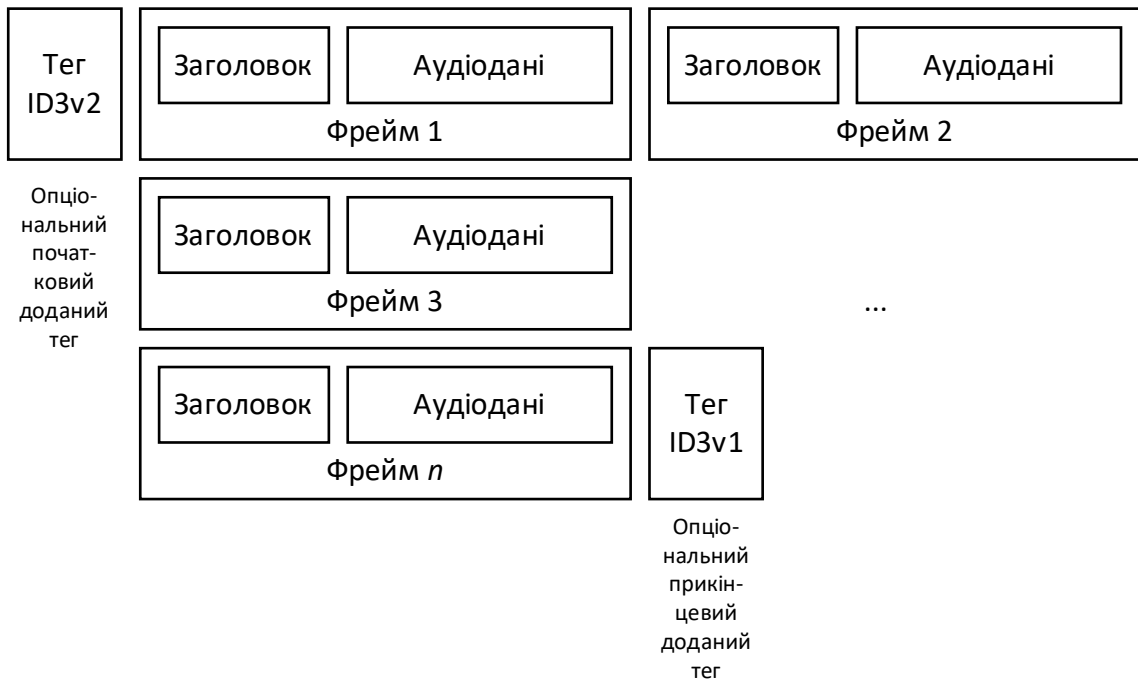 Тег
ID3v2
Заголовок
Аудіодані
Фрейм 1
Заголовок
Аудіодані
Фрейм 2
Опціо-
нальний
почат-
ковий
доданий
тег
Заголовок
Аудіодані
Фрейм 3
...
Заголовок
Аудіодані
Фрейм n
Тег
ID3v1
Опціо-
нальний
прикін-
цевий
доданий
тег